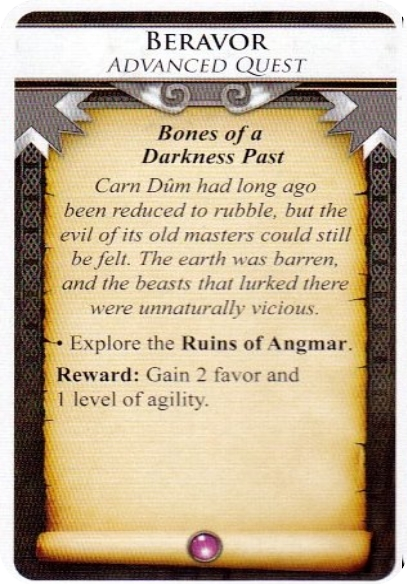 BERAVOR
ADVANCED QUEST
Bones of a
Darkness Past
Carn Dûm had long ago
been reduced to rubble, but the
evil of its old masters could still
be felt. The earth was barren,
and the beasts that lurked there
were unnaturally vicious.
• Explore the Ruins of Angmar.
Reward: Gain 2 favor and
1 level of agility.